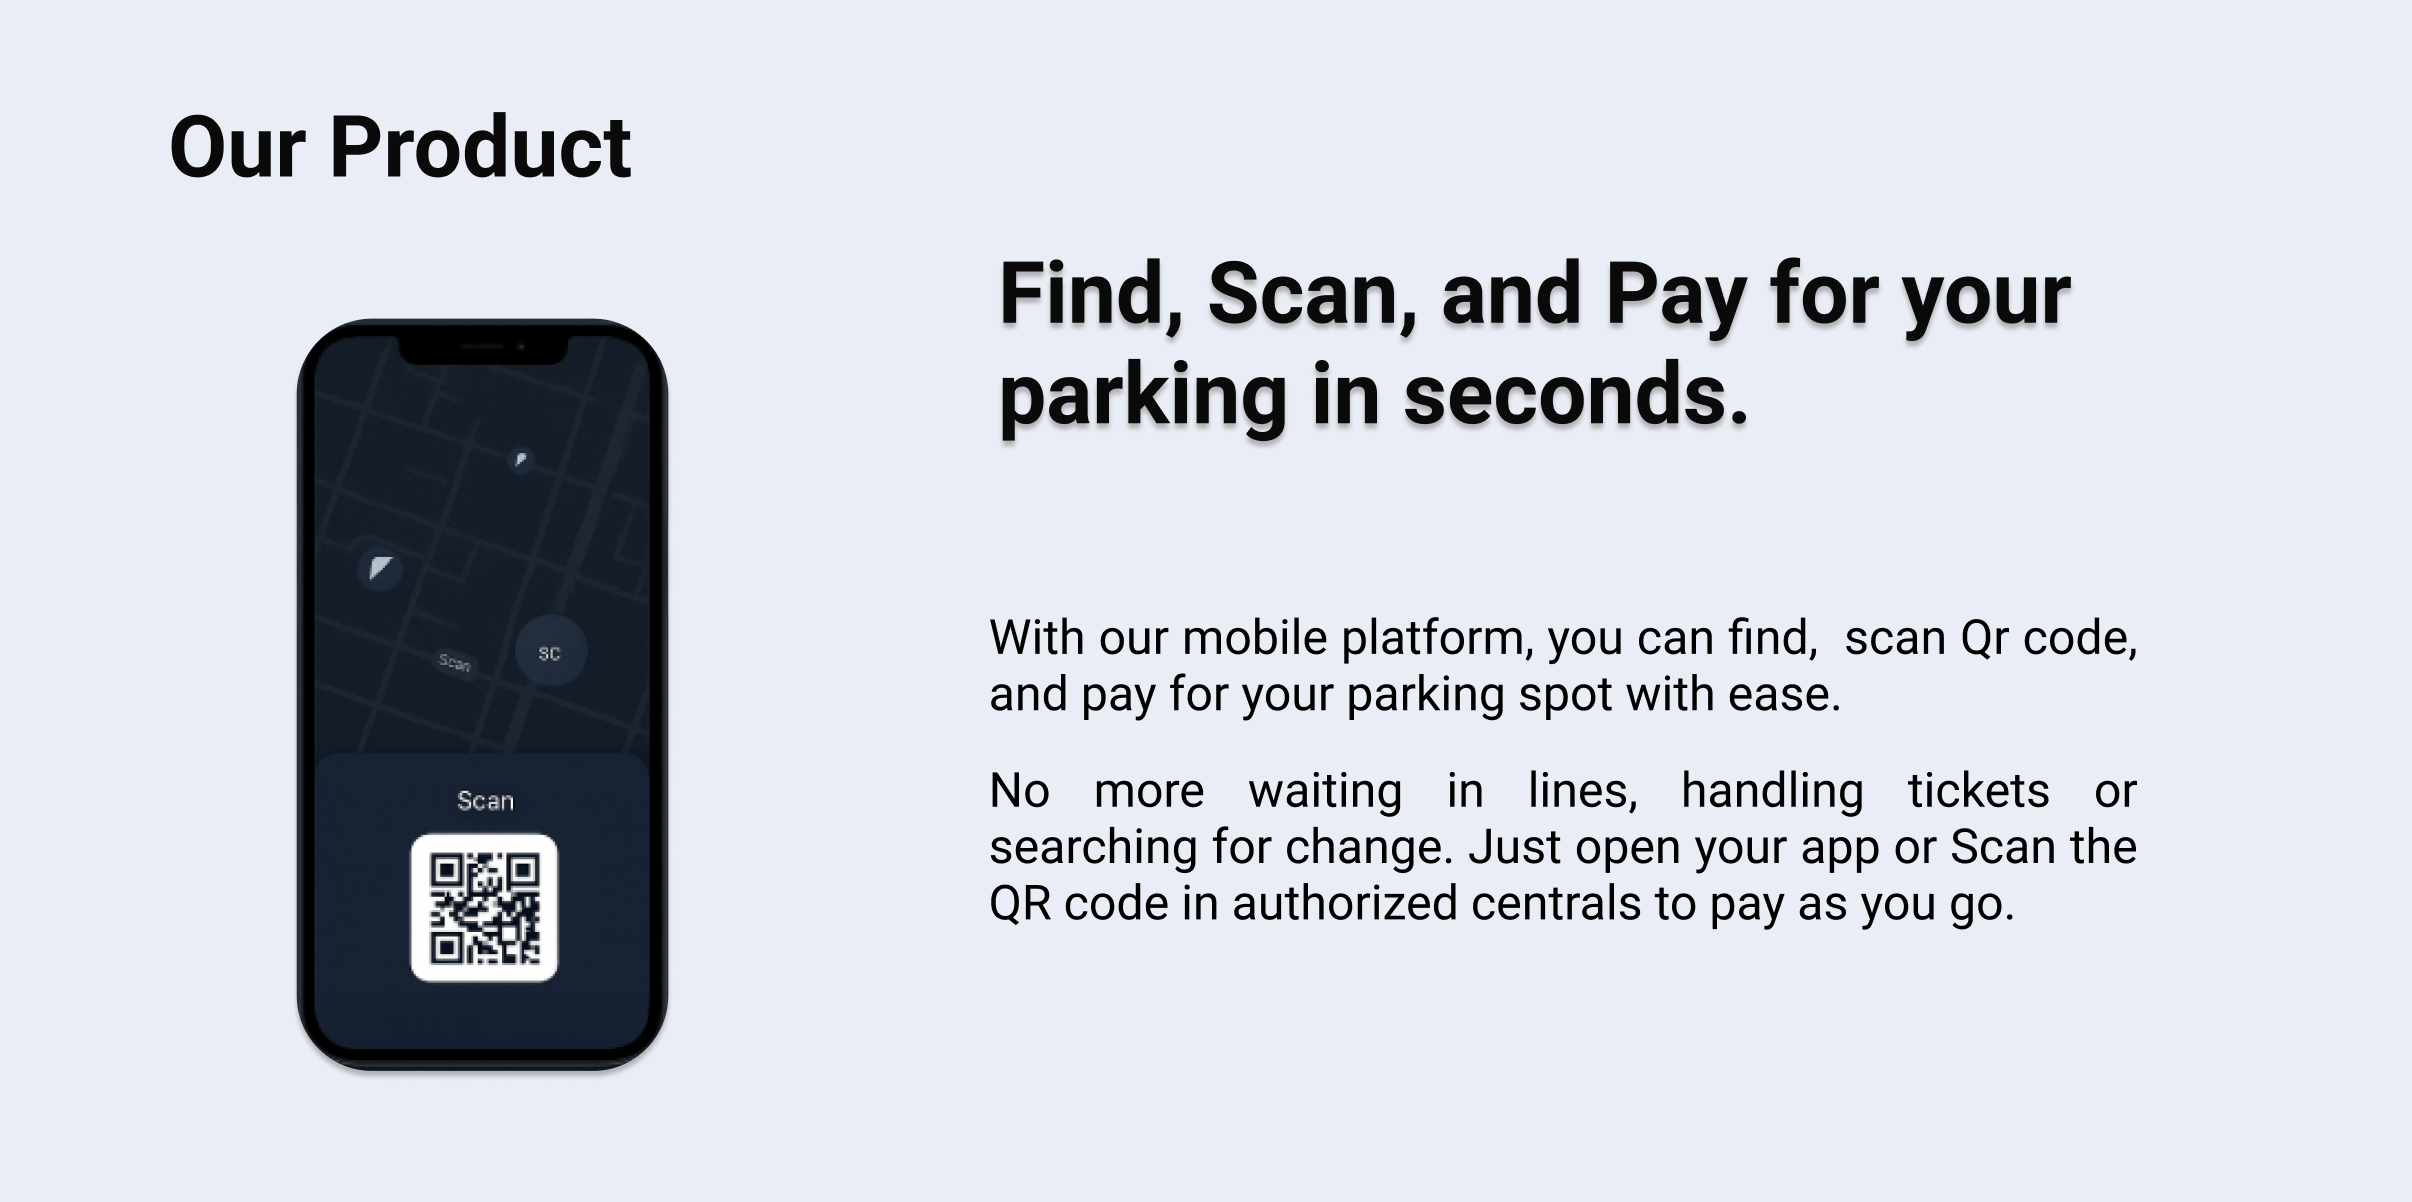 Our Product
Find, Scan, and Pay for your
parking in seconds.
SC
Scan
Scan
With our mobile platform, you can find,  scan Qr code,
and pay for your parking spot with ease.
No more waiting in lines, handling tickets or
searching for change. Just open your app or Scan the
QR code in authorized centrals to pay as you go.